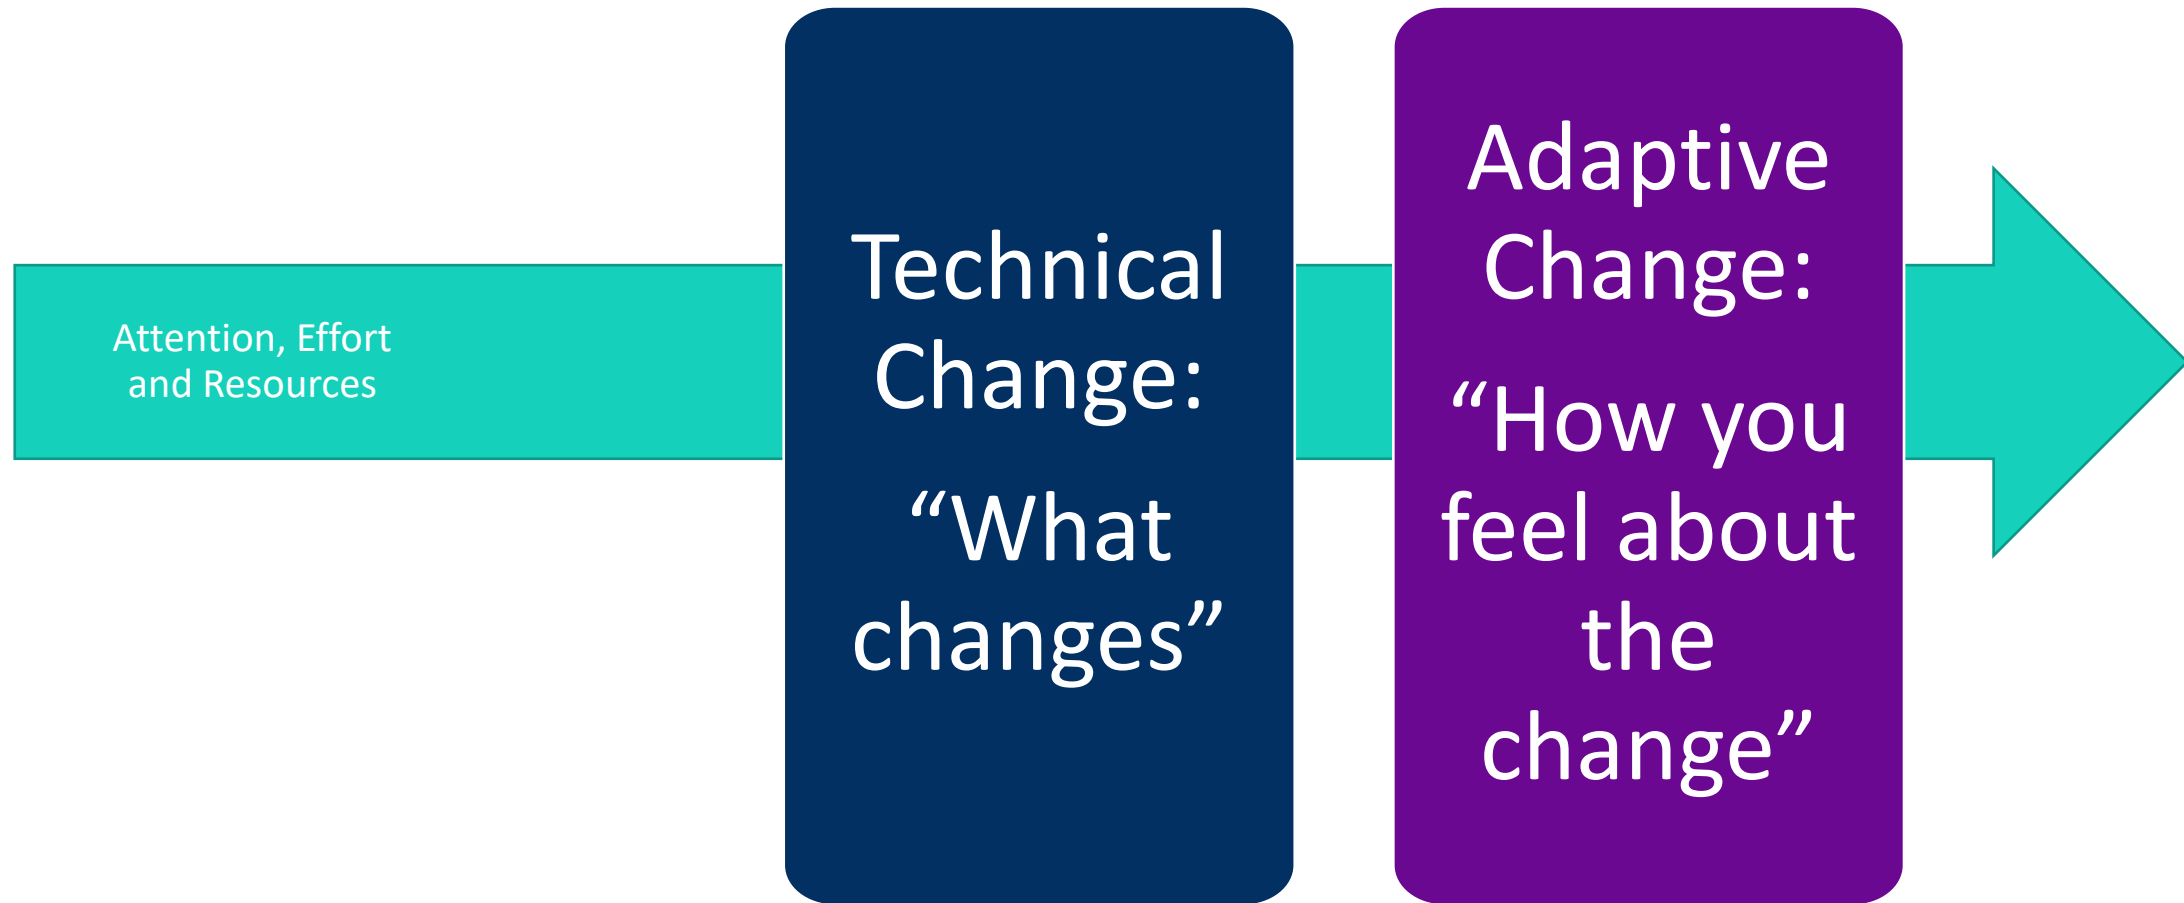 Attention, Effort
and Resources
Technical
Change:
“What
changes”
Adaptive
Change:
“How you
feel about
the
change”